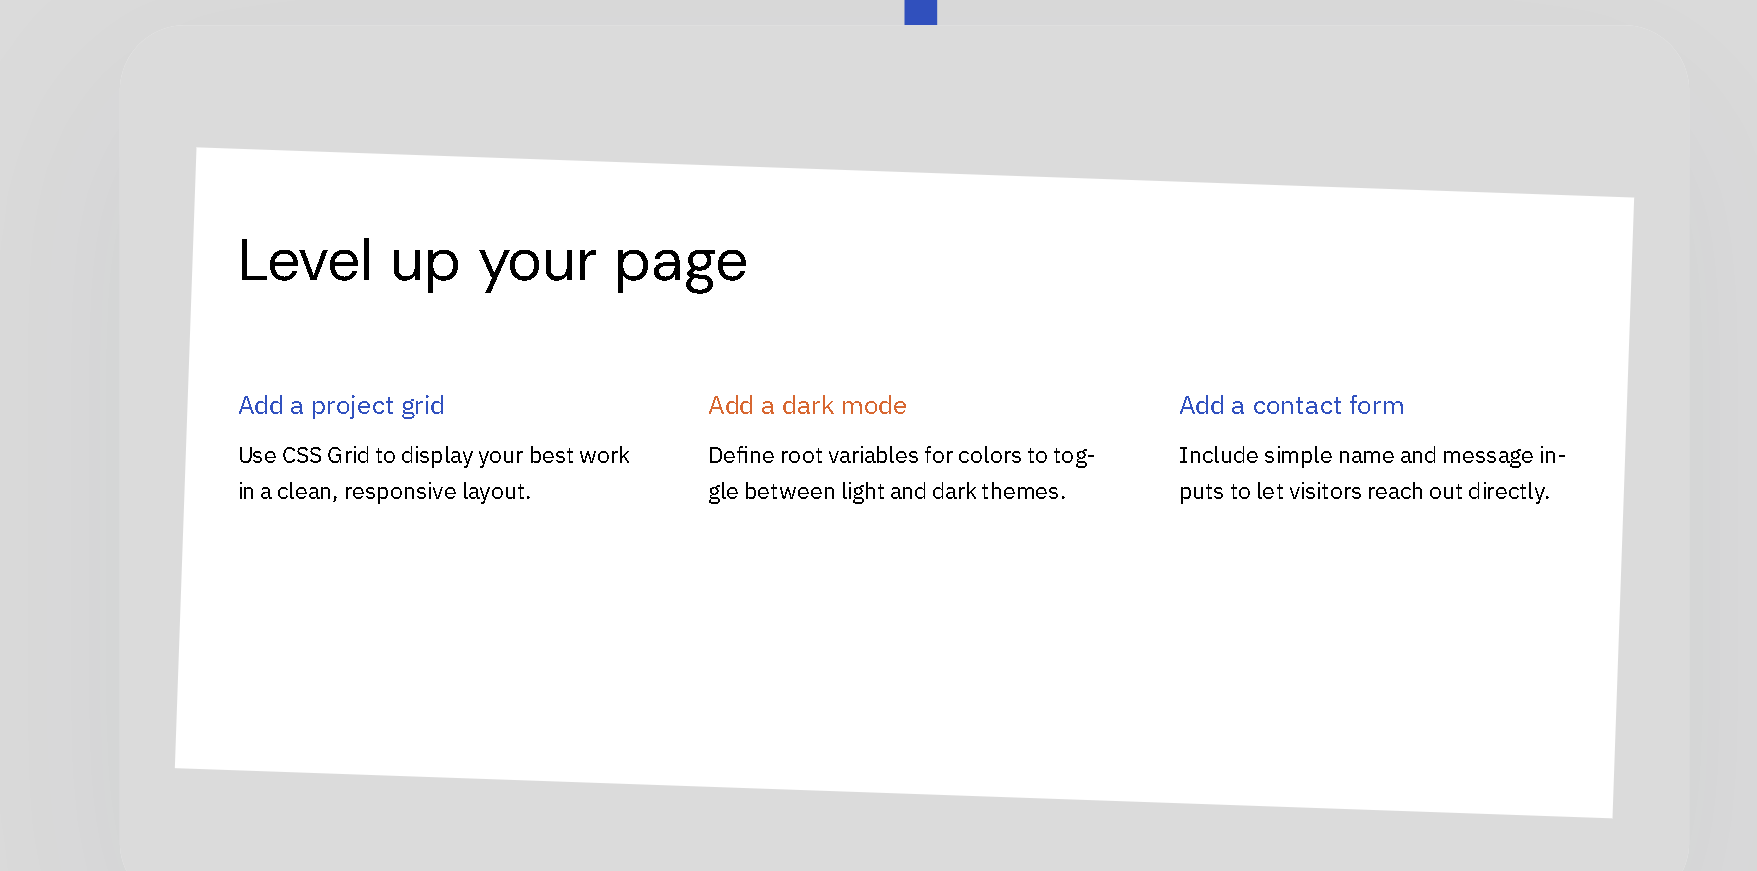 Level up your page
Add a project grid
Use CSS Grid to display your best work
in a clean, responsive layout.
Add a dark mode
Define root variables for colors to tog-
gle between light and dark themes.
Add a contact form
Include simple name and message in-
puts to let visitors reach out directly.